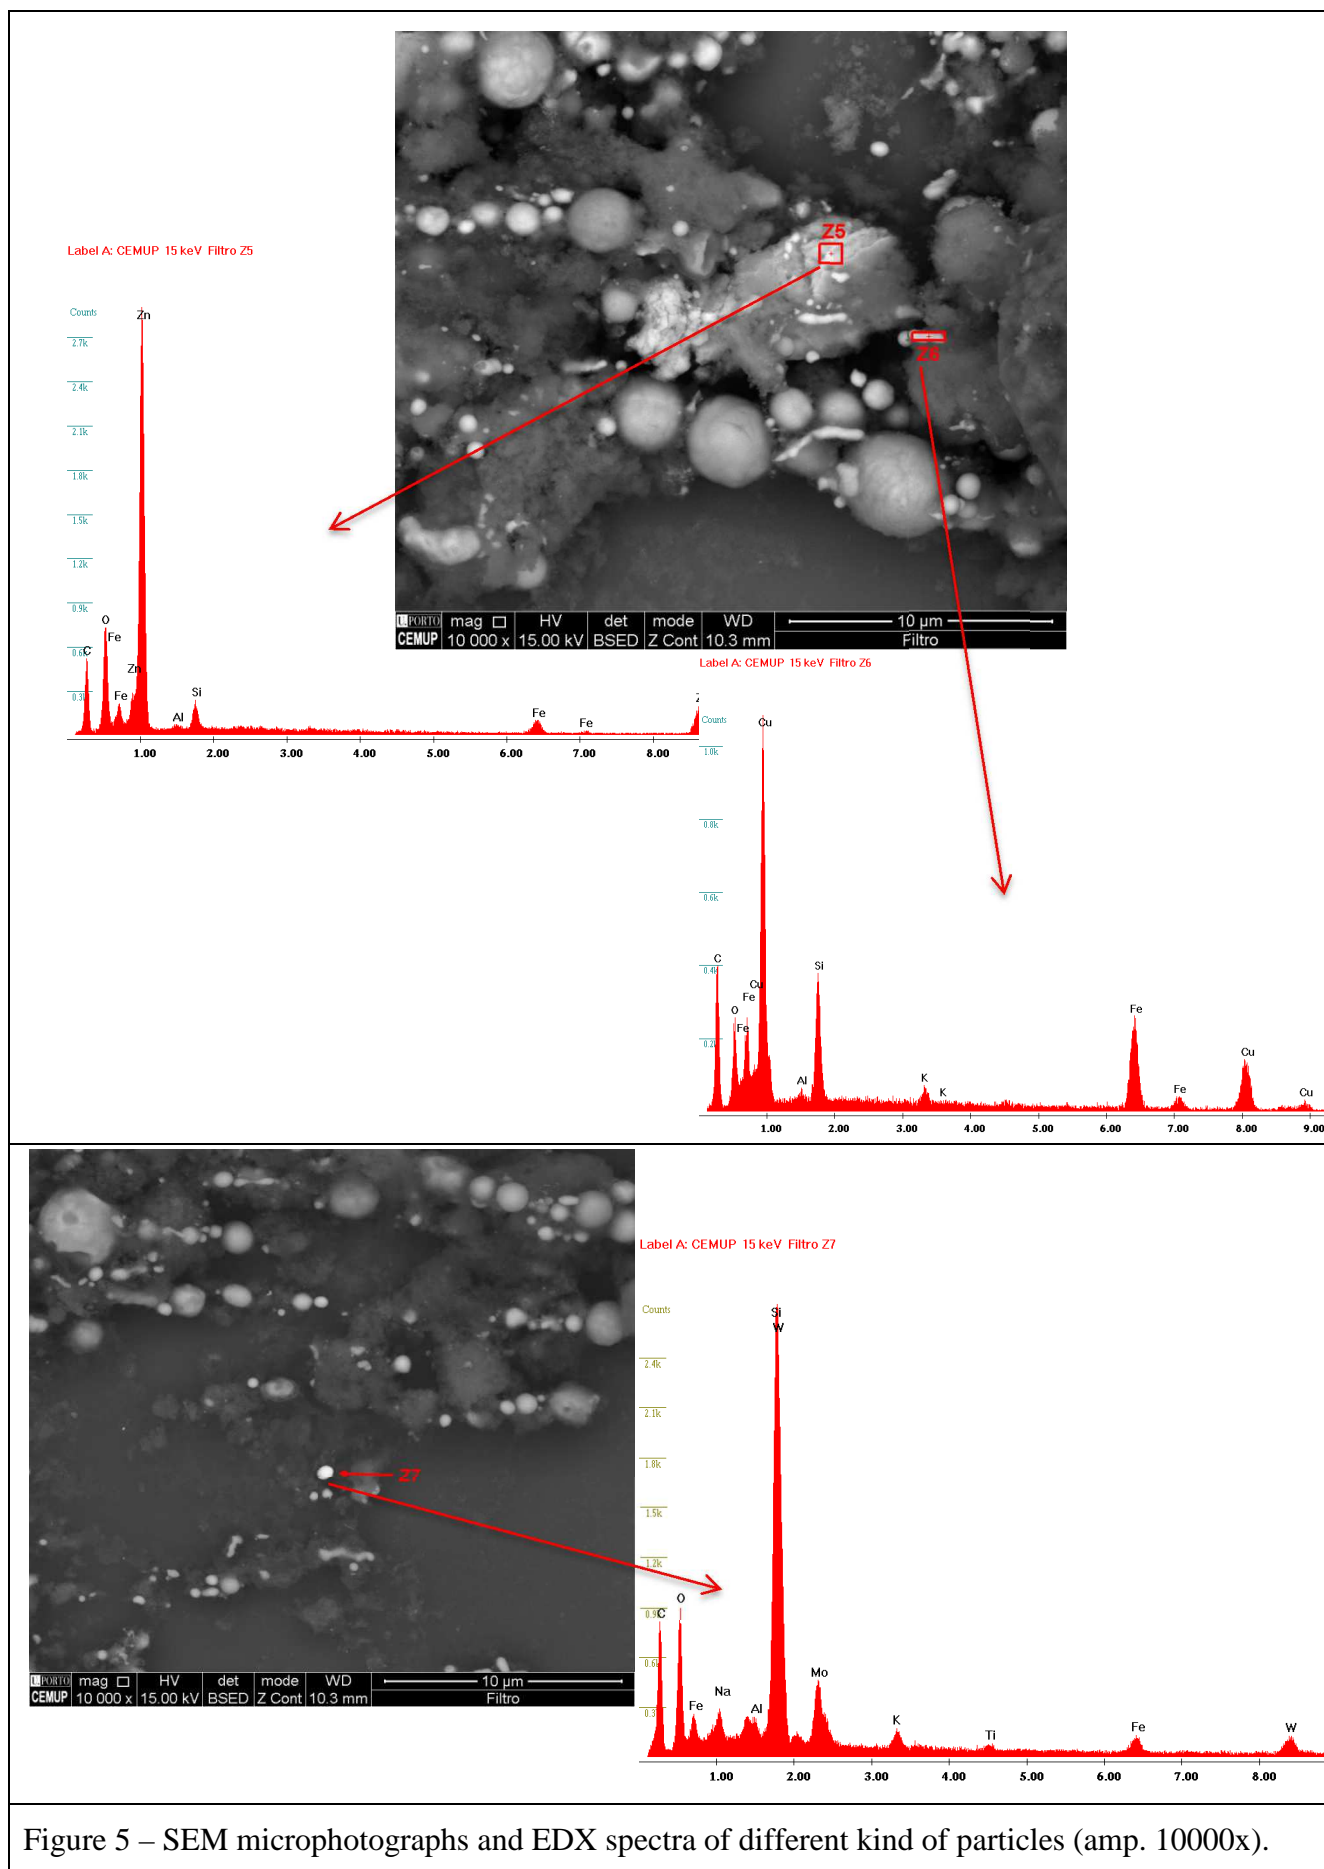 Z5
Z6
U.PORTO
CEMUP
mag HV det mode WD 10 µm
10 000 x 15.00 kV BSED Z Cont 10.3 mm Filtro
Label A: CEMUP 15 keV Filtro Z5
Counts
Zn
2.7k
2.4k
2.1k
1.8k
1.5k
1.2k
0.9k
O
Fe
C
Zn
Fe
Al
Si
Fe
Fe
1.00 2.00 3.00 4.00 5.00 6.00 7.00 8.00
Label A: CEMUP 15 keV Filtro Z6
Counts
Cu
1.0k
0.8k
0.6k
C
0.4k
O
Fe
Fe
Cu
Al
Si
K
K
Fe
Fe
Cu
Cu
1.00 2.00 3.00 4.00 5.00 6.00 7.00 8.00 9.00
Z7
U.PORTO
CEMUP
mag HV det mode WD 10 µm
10 000 x 15.00 kV BSED Z Cont 10.3 mm Filtro
Label A: CEMUP 15 keV Filtro Z7
Counts
Si
W
2.4k
2.1k
1.8k
1.5k
1.2k
C
O
Fe
Na
Al
Mo
K
Ti
Fe
W
1.00 2.00 3.00 4.00 5.00 6.00 7.00 8.00
Figure 5 – SEM microphotographs and EDX spectra of different kind of particles (amp. 10000x).